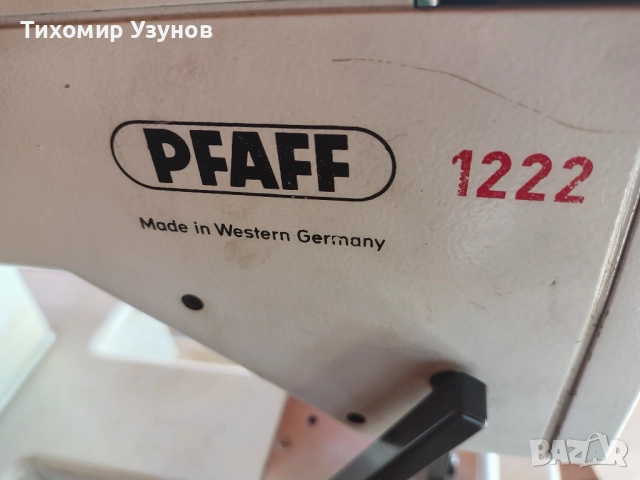 Тихомир Узунов
PFAFF 1222
Made in Western Germany
BAZAR